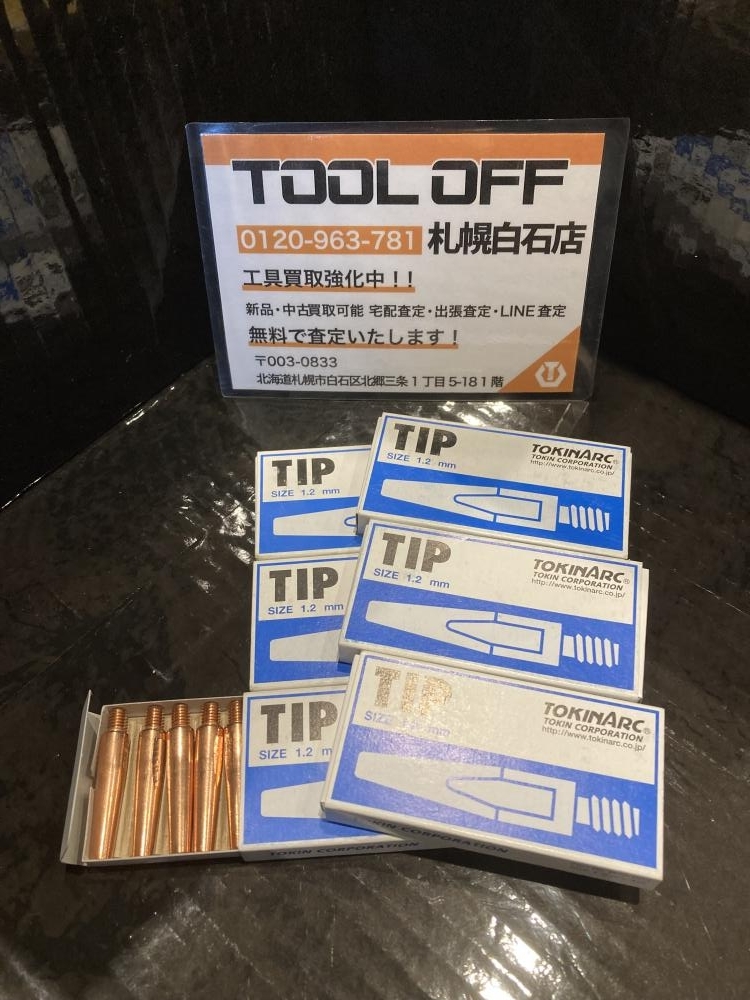 TOOL OFF
0120-963-781 札幌白石店
工具買取強化中！！
新品・中古買取可能 宅配査定・出張査定・LINE査定
無料で査定いたします！
〒003-0833
北海道札幌市白石区北郷三条1丁目5-18 1階
TIP
SIZE 1.2 mm
TOKINARC®
TOKIN CORPORATION
http://www.tokinarc.co.jp/
TIP
SIZE 1.2 mm
TIP
SIZE 1.2 mm
TOKINARC®
TOKIN CORPORATION
http://www.tokinarc.co.jp/
TIP
SIZE 1.2 mm
TIP
SIZE 1.2 mm
TOKINARC®
TOKIN CORPORATION
http://www.tokinarc.co.jp/
TIP
SIZE 1.2 m
TOKIN CORPORATION